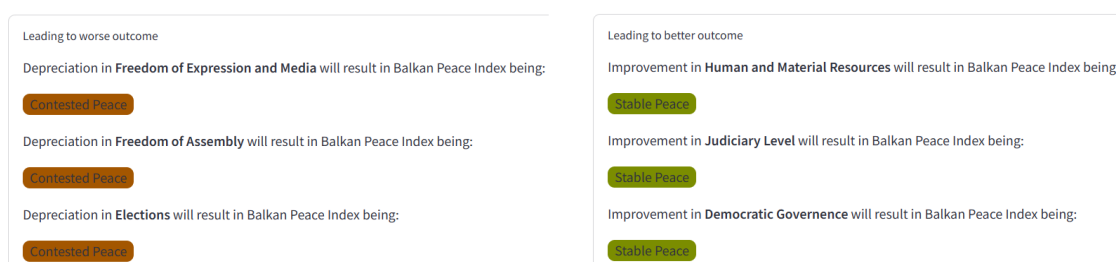 Leading to worse outcome
Depreciation in Freedom of Expression and Media will result in Balkan Peace Index being:
Contested Peace
Depreciation in Freedom of Assembly will result in Balkan Peace Index being:
Contested Peace
Depreciation in Elections will result in Balkan Peace Index being:
Contested Peace
Leading to better outcome
Improvement in Human and Material Resources will result in Balkan Peace Index being
Stable Peace
Improvement in Judiciary Level will result in Balkan Peace Index being:
Stable Peace
Improvement in Democratic Governence will result in Balkan Peace Index being:
Stable Peace